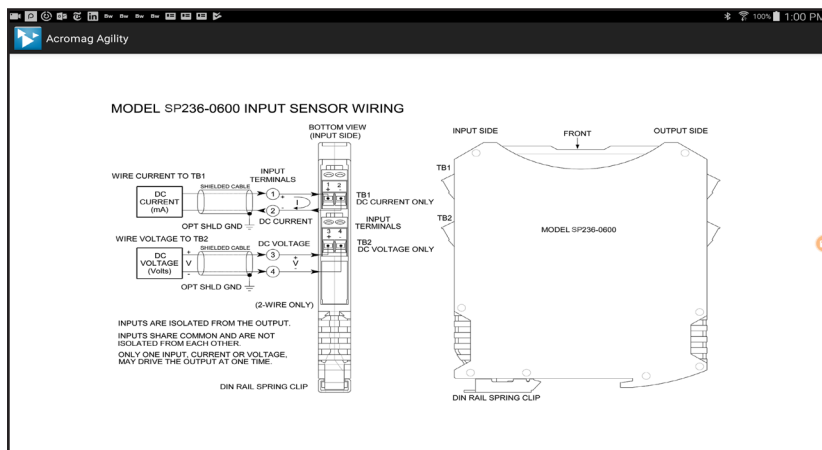 100% 1:00 PM
Acromag Agility
MODEL SP236-0600 INPUT SENSOR WIRING
BOTTOM VIEW
(INPUT SIDE)
INPUT SIDE
FRONT
OUTPUT SIDE
WIRE CURRENT TO TB1
INPUT
TERMINALS
SHIELDED CABLE
DC
CURRENT
(mA)
1
+
I
2
-
DC CURRENT
OPT SHLD GND
1 2
+ -
TB1
DC CURRENT ONLY
INPUT
TERMINALS
3 4
+ -
TB2
DC VOLTAGE ONLY
WIRE VOLTAGE TO TB2
SHIELDED CABLE
DC VOLTAGE
DC
VOLTAGE
(Volts)
+
V
-
3
+
V
-
4
OPT SHLD GND
(2-WIRE ONLY)
INPUTS ARE ISOLATED FROM THE OUTPUT.
INPUTS SHARE COMMON AND ARE NOT
ISOLATED FROM EACH OTHER.
ONLY ONE INPUT, CURRENT OR VOLTAGE,
MAY DRIVE THE OUTPUT AT ONE TIME.
DIN RAIL SPRING CLIP
TB1
TB2
MODEL SP236-0600
DIN RAIL SPRING CLIP